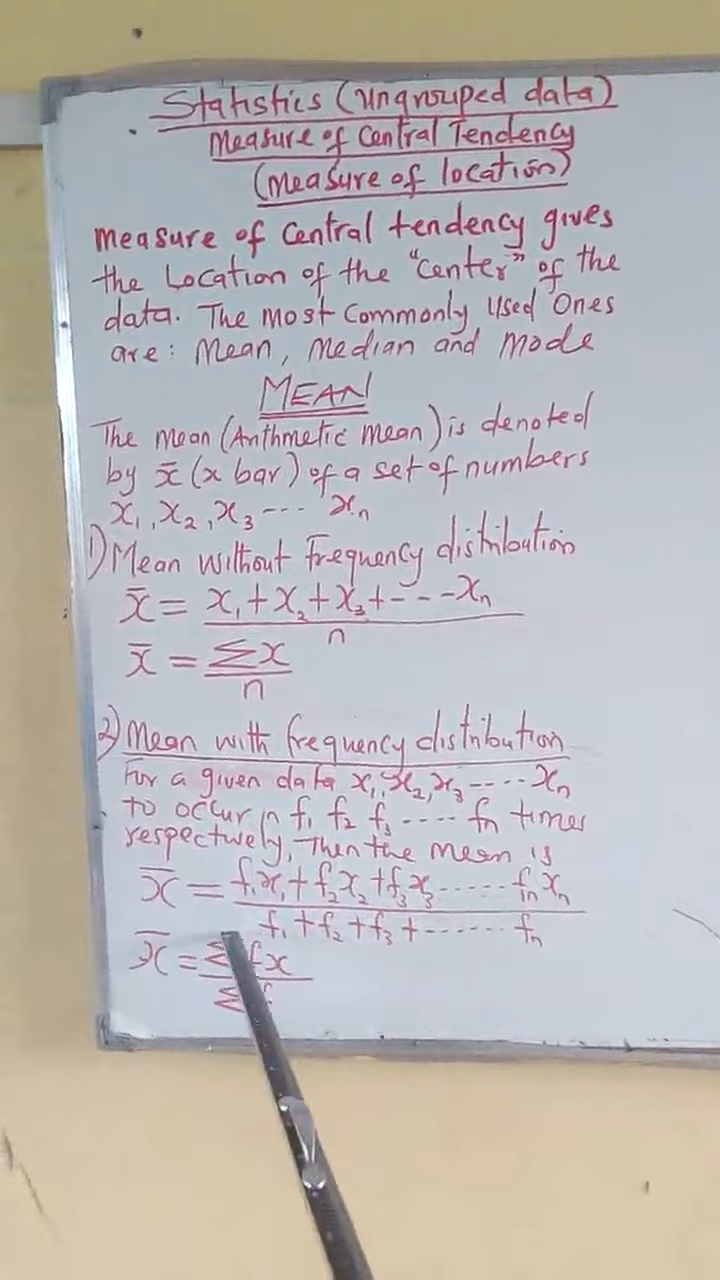 Statistics (Ungrouped data)
Measure of Central Tendency
(Measure of location)
Measure of Central tendency gives
the Location of the "Center" of the
data. The most Commonly Used Ones
are: Mean, Median and Mode
MEAN
The mean (Arithmetic mean) is denoted
by x̄ (x bar) of a set of numbers
x₁, x₂, x₃ ---- xₙ
1) Mean without frequency distribution
x̄ = x₁ + x₂ + x₃ + - - - - xₙ
n
x̄ = Σx
n
2) Mean with frequency distribution
For a given data x₁, x₂, x₃ ------ xₙ
to occur in f₁ f₂ f₃ ----- fₙ times
respectively, Then the mean is
x̄ = f₁x₁ + f₂x₂ + f₃x₃ ------ fₙxₙ
f₁ + f₂ + f₃ + ------ fₙ
x̄ = Σfx
Σf